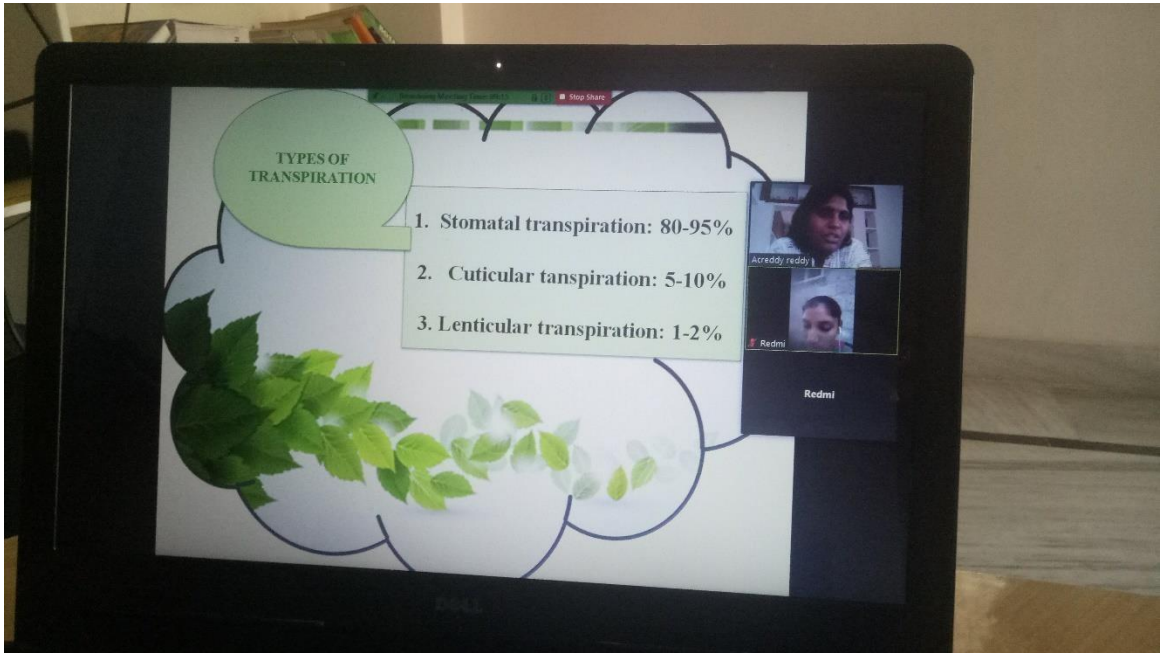 Stop Share
TYPES OF
TRANSPIRATION
1. Stomatal transpiration: 80-95%
2. Cuticular tanspiration: 5-10%
3. Lenticular transpiration: 1-2%
Acreddy reddy
Redmi
Redmi
DELL